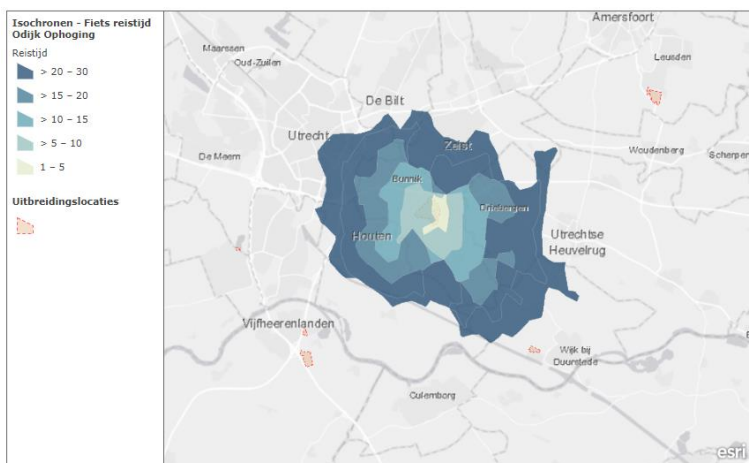 Isochronen - Fiets reistijd
Odijk Ophoging
Reistijd
> 20 – 30
> 15 – 20
> 10 – 15
> 5 – 10
1 – 5
Uitbreidingslocaties
Amersfoort
Maarssen
Oud-Zuilen
Leusden
De Bilt
Utrecht
Zeist
Woudenberg
De Meern
Scherpen
Bunnik
Driebergen
Houten
Utrechtse
Heuvelrug
Vijfheerenlanden
Wijk bij
Duurstede
Culemborg
esri